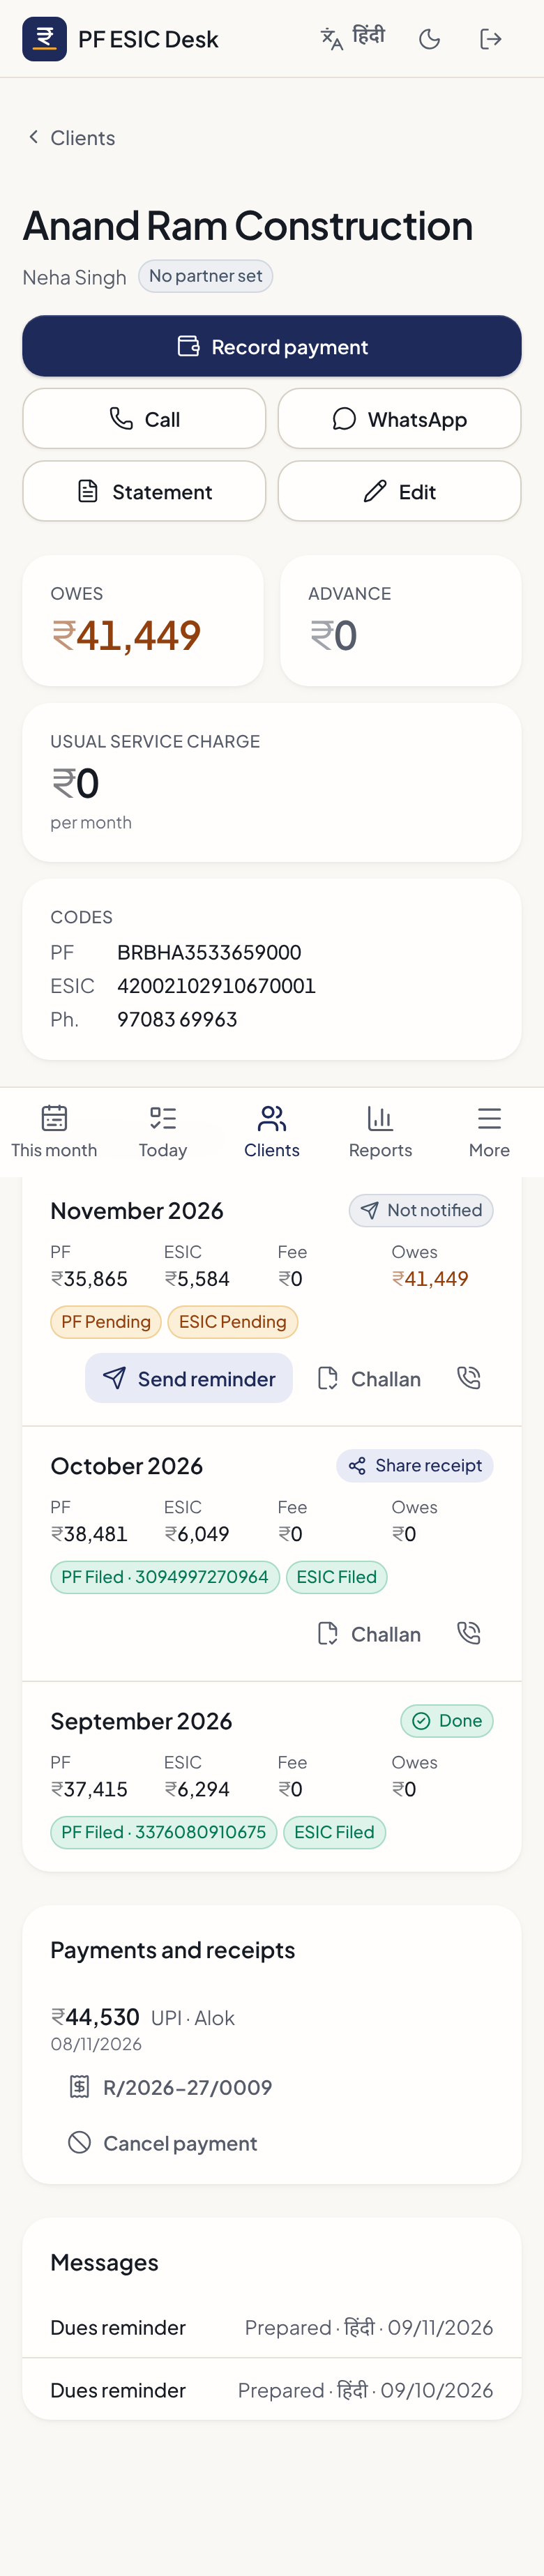 PF ESIC Desk
हिंदी
Clients
Anand Ram Construction
Neha Singh No partner set
Record payment
Call WhatsApp
Statement Edit
OWES ADVANCE
₹41,449 ₹0
USUAL SERVICE CHARGE
₹0
per month
CODES
PF BRBHA3533659000
ESIC 42002102910670001
Ph. 97083 69963
This month Today Clients Reports More
November 2026 Not notified
PF ESIC Fee Owes
₹35,865 ₹5,584 ₹0 ₹41,449
PF Pending ESIC Pending
Send reminder Challan
October 2026 Share receipt
PF ESIC Fee Owes
₹38,481 ₹6,049 ₹0 ₹0
PF Filed · 3094997270964 ESIC Filed
Challan
September 2026 Done
PF ESIC Fee Owes
₹37,415 ₹6,294 ₹0 ₹0
PF Filed · 3376080910675 ESIC Filed
Payments and receipts
₹44,530 UPI · Alok
08/11/2026
R/2026-27/0009
Cancel payment
Messages
Dues reminder Prepared · हिंदी · 09/11/2026
Dues reminder Prepared · हिंदी · 09/10/2026